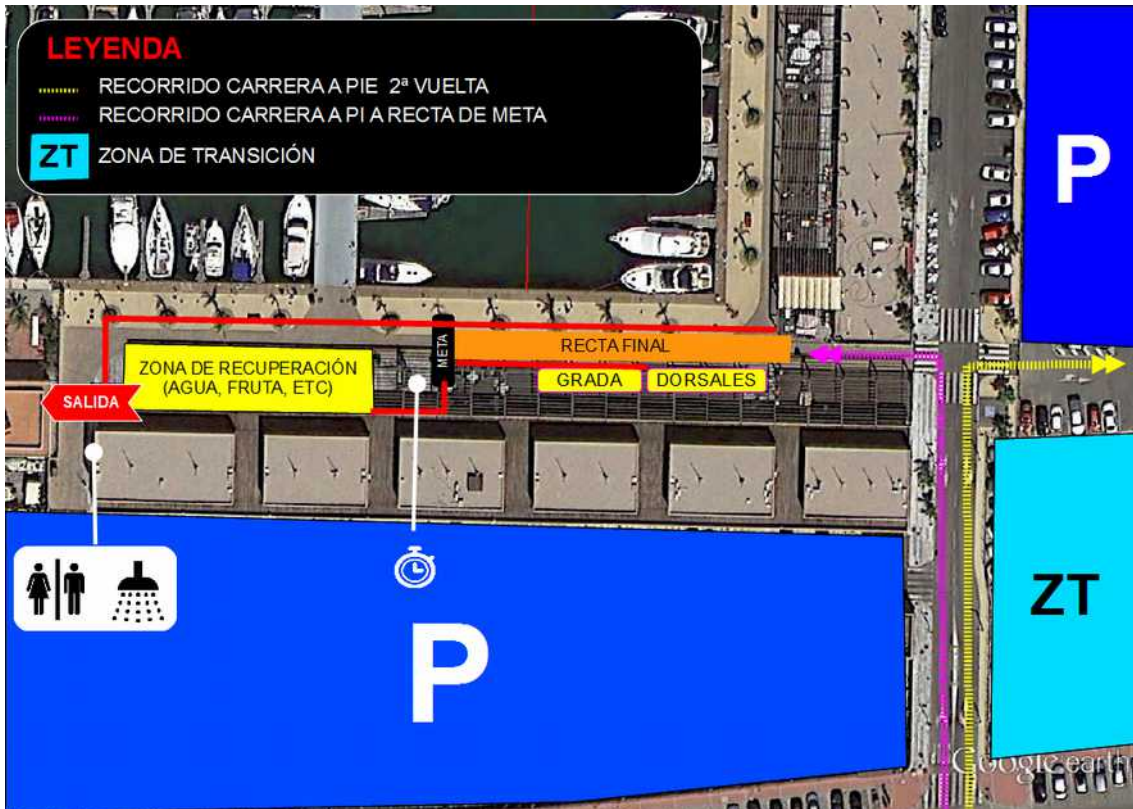 LEYENDA
RECORRIDO CARRERA A PIE 2ª VUELTA
RECORRIDO CARRERA A PI A RECTA DE META
ZT ZONA DE TRANSICIÓN
P
META
RECTA FINAL
ZONA DE RECUPERACIÓN
(AGUA, FRUTA, ETC)
GRADA
DORSALES
SALIDA
ZT
P
Google earth